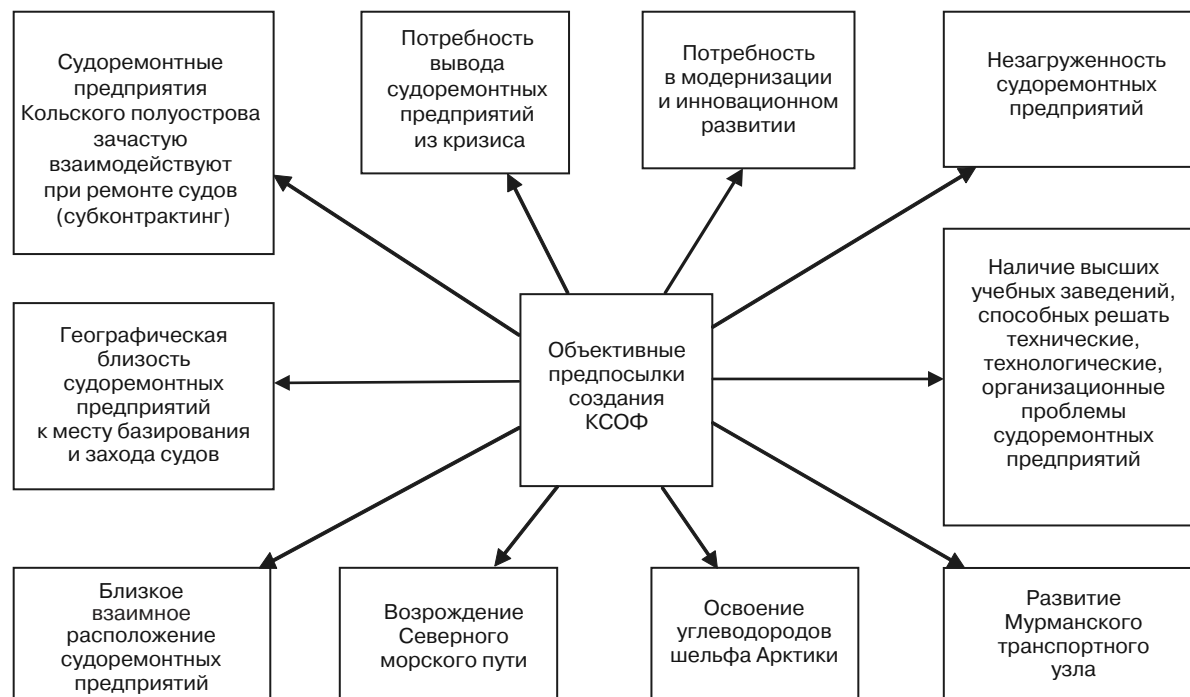 Судоремонтные
предприятия
Кольского полуострова
зачастую
взаимодействуют
при ремонте судов
(субконтрактинг)
Потребность
вывода
судоремонтных
предприятий
из кризиса
Потребность
в модернизации
и инновационном
развитии
Незагруженность
судоремонтных
предприятий
Географическая
близость
судоремонтных
предприятий
к месту базирования
и захода судов
Объективные
предпосылки
создания
КСОФ
Наличие высших
учебных заведений,
способных решать
технические,
технологические,
организационные
проблемы
судоремонтных
предприятий
Близкое
взаимное
расположение
судоремонтных
предприятий
Возрождение
Северного
морского пути
Освоение
углеводородов
шельфа Арктики
Развитие
Мурманского
транспортного
узла